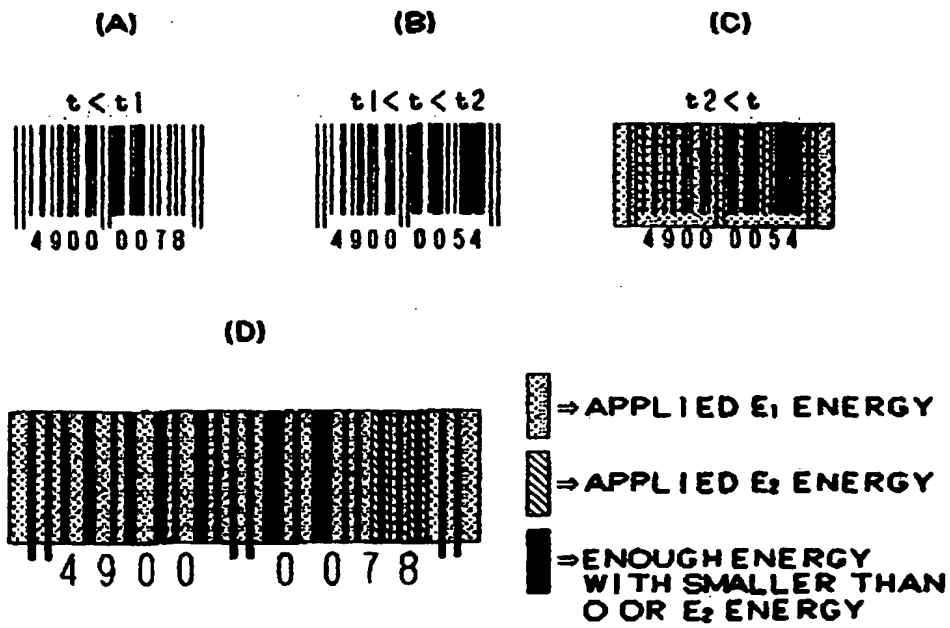 (A) (B) (C)
t < t1 t1 < t < t2 t2 < t
4900 0078 4900 0054 4900 0054
(D)
⇒ APPLIED E1 ENERGY
⇒ APPLIED E2 ENERGY
4900 0078
⇒ ENOUGH ENERGY
WITH SMALLER THAN
O OR E2 ENERGY